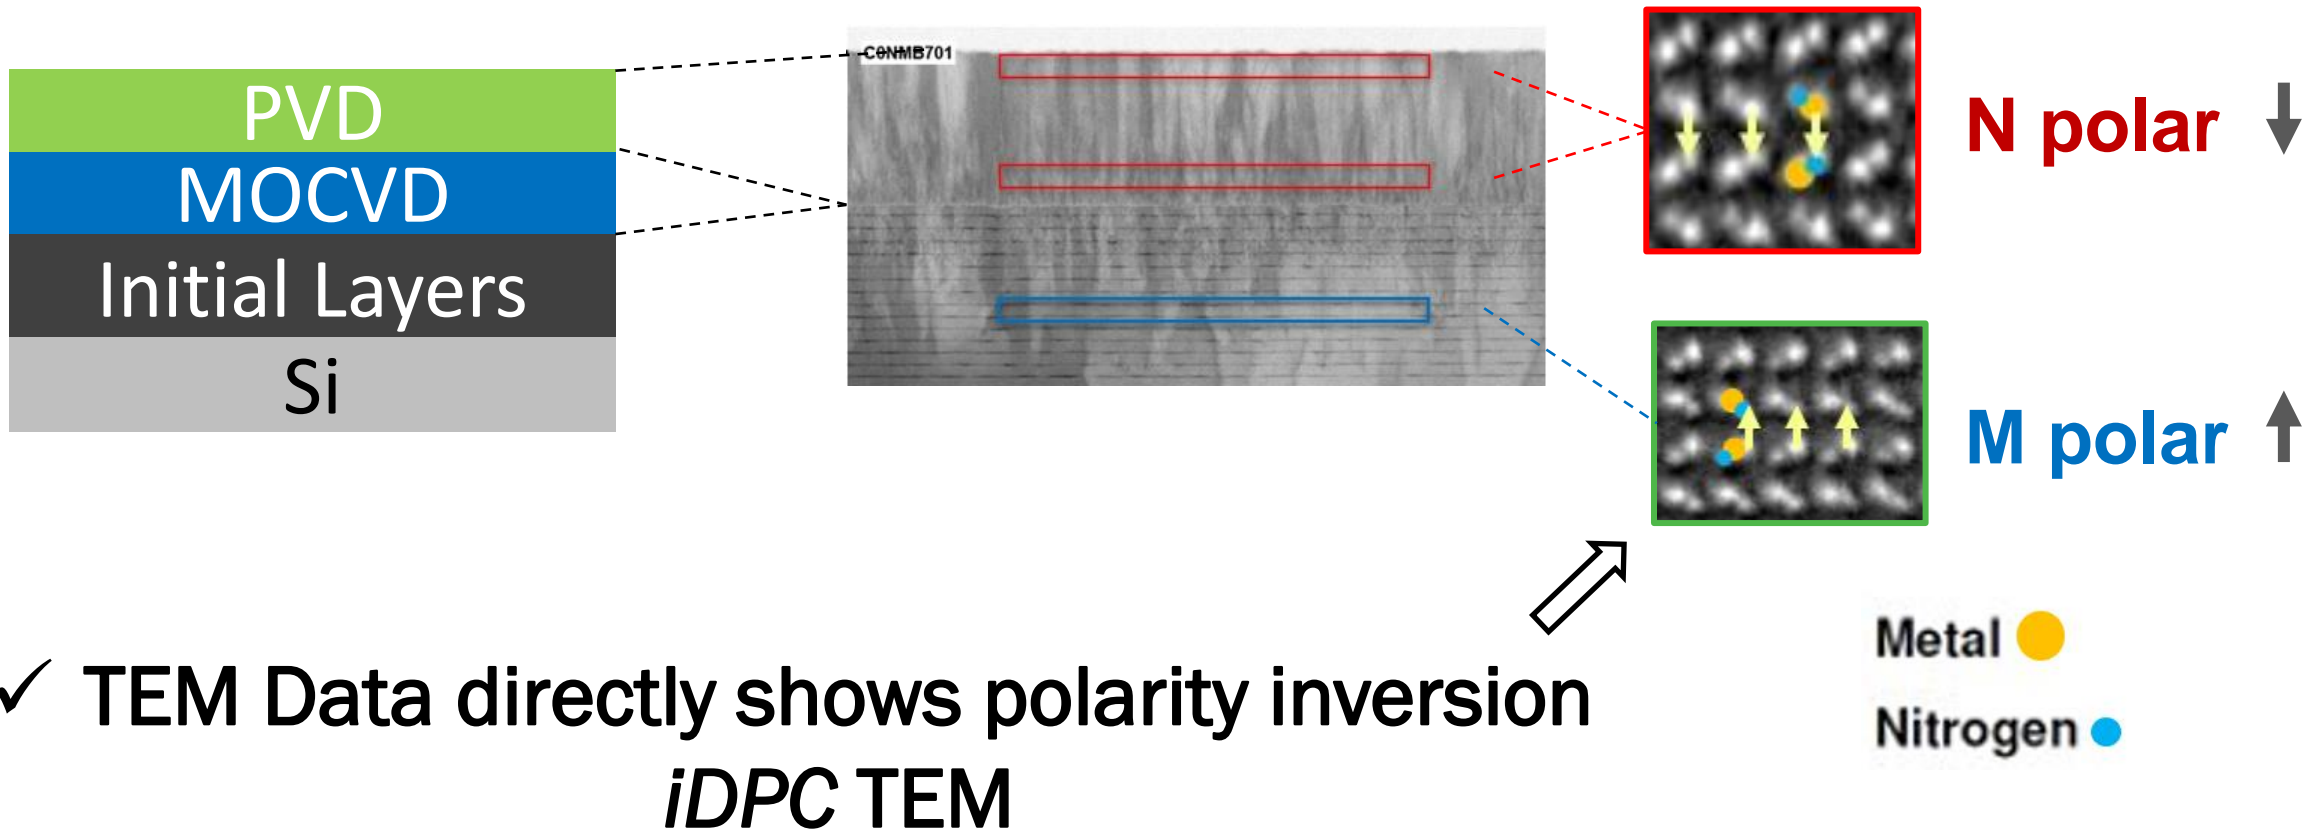 PVD
MOCVD
Initial Layers
Si
C0NMB701
N polar
M polar
Metal
Nitrogen
✓ TEM Data directly shows polarity inversion
iDPC TEM